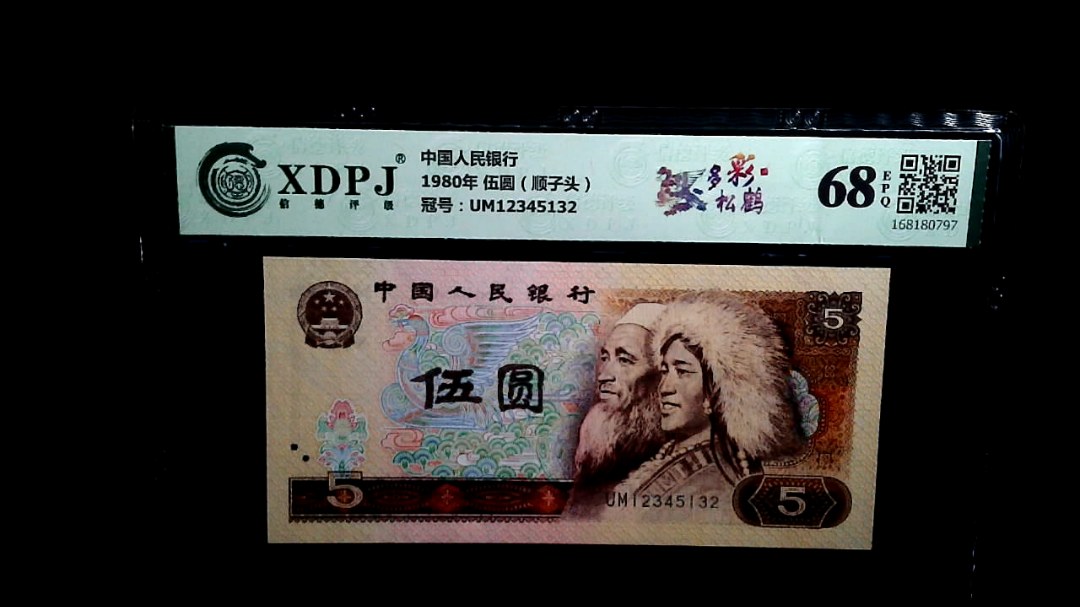 XDPJ®
信德评级
中国人民银行
1980年 伍圆（顺子头）
冠号：UM12345132
多彩
松鹤
68
EPQ
168180797
中国人民银行
5
伍圆
5
UM12345132
5